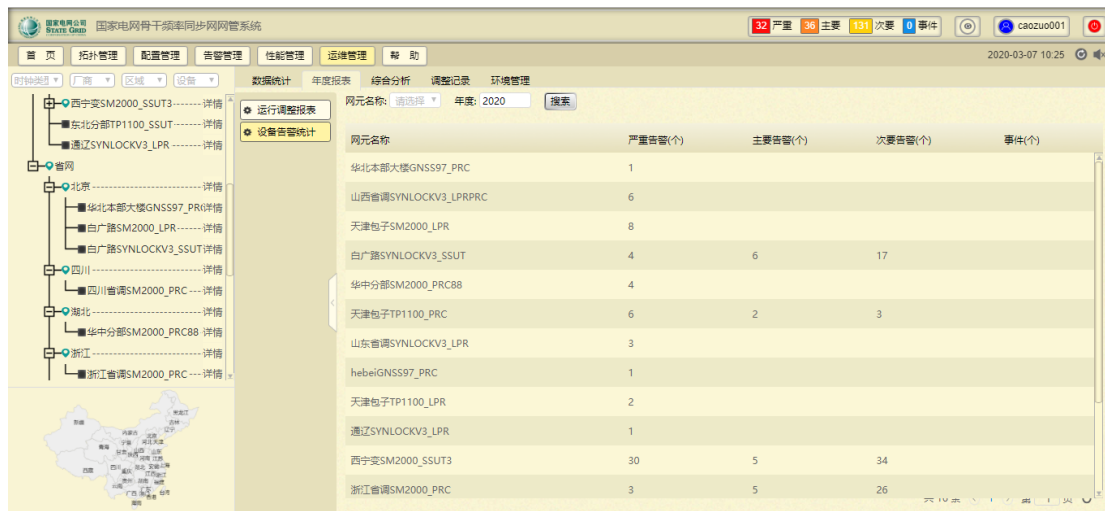 国家电网公司
STATE GRID
国家电网骨干频率同步网网管系统
32 严重 36 主要 131 次要 0 事件
caozuo001
首 页 拓扑管理 配置管理 告警管理 性能管理 运维管理 帮 助
2020-03-07 10:25
时钟类型 厂商 区域 设备
数据统计 年度报表 综合分析 调整记录 环境管理
西宁变SM2000_SSUT3-------详情
东北分部TP1100_SSUT------详情
通辽SYNLOCKV3_LPR-------详情
省网
北京--------------------------详情
华北本部大楼GNSS97_PR详情
白广路SM2000_LPR------详情
白广路SYNLOCKV3_SSUT详情
四川--------------------------详情
四川省调SM2000_PRC---详情
湖北--------------------------详情
华中分部SM2000_PRC88-详情
浙江--------------------------详情
浙江省调SM2000_PRC---详情
运行调整报表
设备告警统计
网元名称: 请选择 年度: 2020 搜索
网元名称 严重告警(个) 主要告警(个) 次要告警(个) 事件(个)
华北本部大楼GNSS97_PRC 1
山西省调SYNLOCKV3_LPRPRC 6
天津包子SM2000_LPR 8
白广路SYNLOCKV3_SSUT 4 6 17
华中分部SM2000_PRC88 4
天津包子TP1100_PRC 6 2 3
山东省调SYNLOCKV3_LPR 3
hebeiGNSS97_PRC 1
天津包子TP1100_LPR 2
通辽SYNLOCKV3_LPR 1
西宁变SM2000_SSUT3 30 5 34
浙江省调SM2000_PRC 3 5 26
黑龙江
吉林
辽宁
新疆
内蒙古
青海
西藏
四川
重庆
云南
广西
台湾